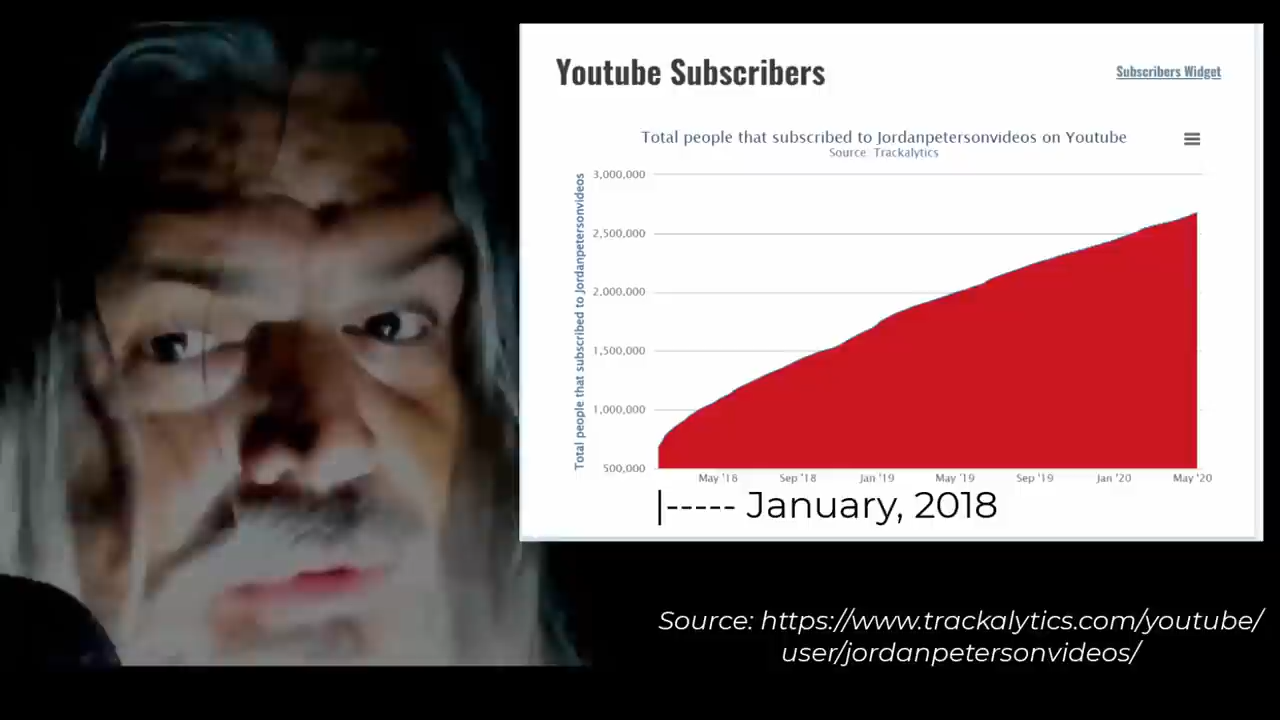 Youtube Subscribers
Subscribers Widget
Total people that subscribed to Jordanpetersonvideos on Youtube
Source: Trackalytics
Total people that subscribed to Jordanpetersonvideos
3,000,000
2,500,000
2,000,000
1,500,000
1,000,000
500,000
May '18 Sep '18 Jan '19 May '19 Sep '19 Jan '20 May '20
|----- January, 2018
Source: https://www.trackalytics.com/youtube/
user/jordanpetersonvideos/